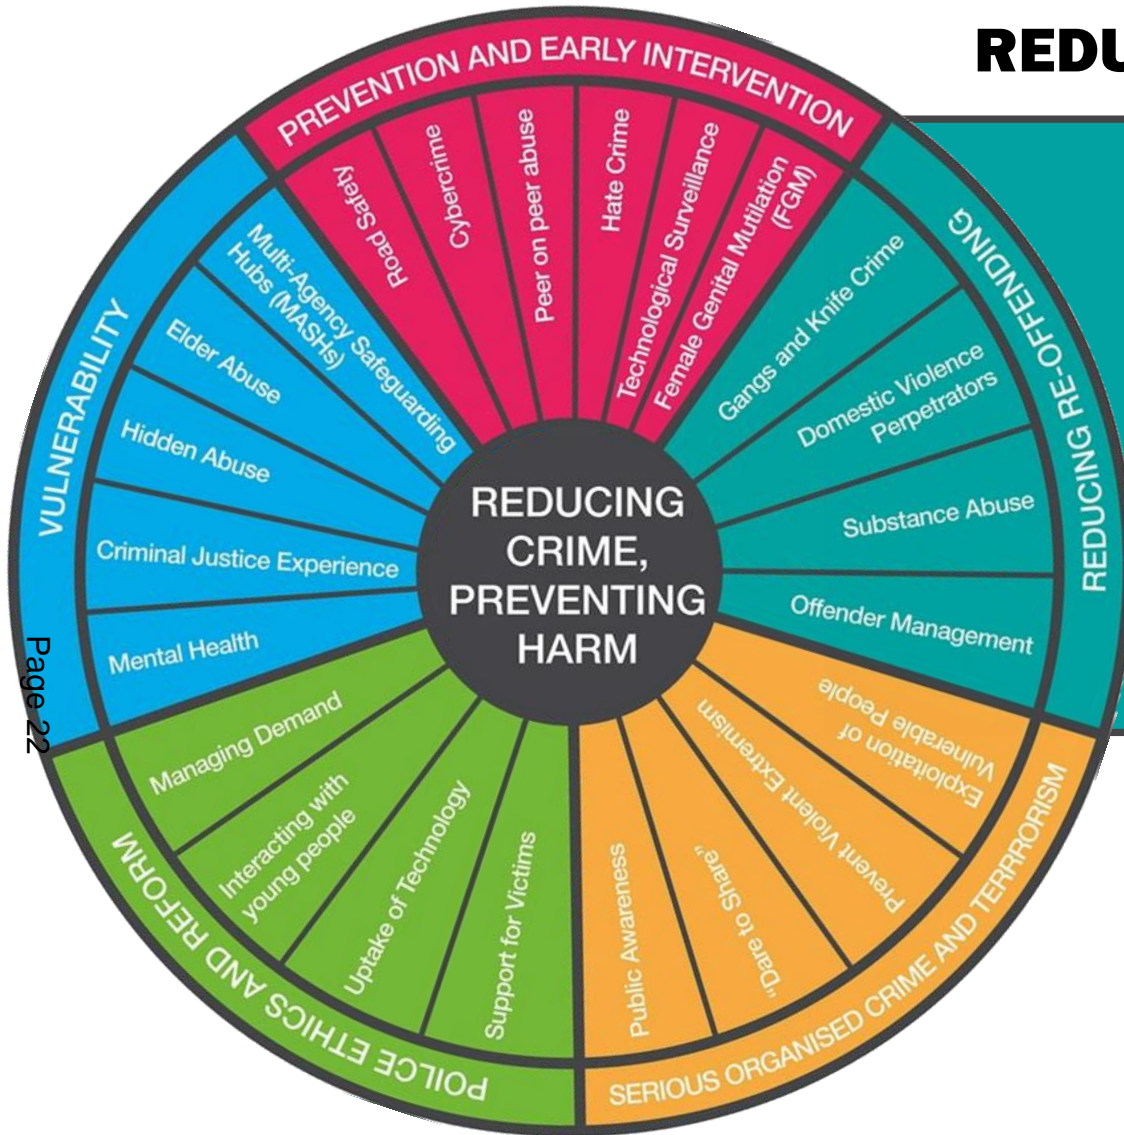 REDU
PREVENTION AND EARLY INTERVENTION
Road Safety
Cybercrime
Peer on peer abuse
Hate Crime
Technological Surveillance
Female Genital Mutilation
(FGM)
REDUCING RE-OFFENDING
Gangs and Knife Crime
Domestic Violence
Perpetrators
Substance Abuse
Offender Management
SERIOUS ORGANISED CRIME AND TERRRORISM
Exploitation of
Vulnerable People
Prevent Violent Extremism
"Dare to Share"
Public Awareness
POILCE ETHICS AND REFORM
Support for Victims
Uptake of Technology
Interacting with
young people
Managing Demand
VULNERABILITY
Mental Health
Criminal Justice Experience
Hidden Abuse
Elder Abuse
Multi-Agency Safeguarding
Hubs (MASHs)
REDUCING
CRIME,
PREVENTING
HARM
Page 22